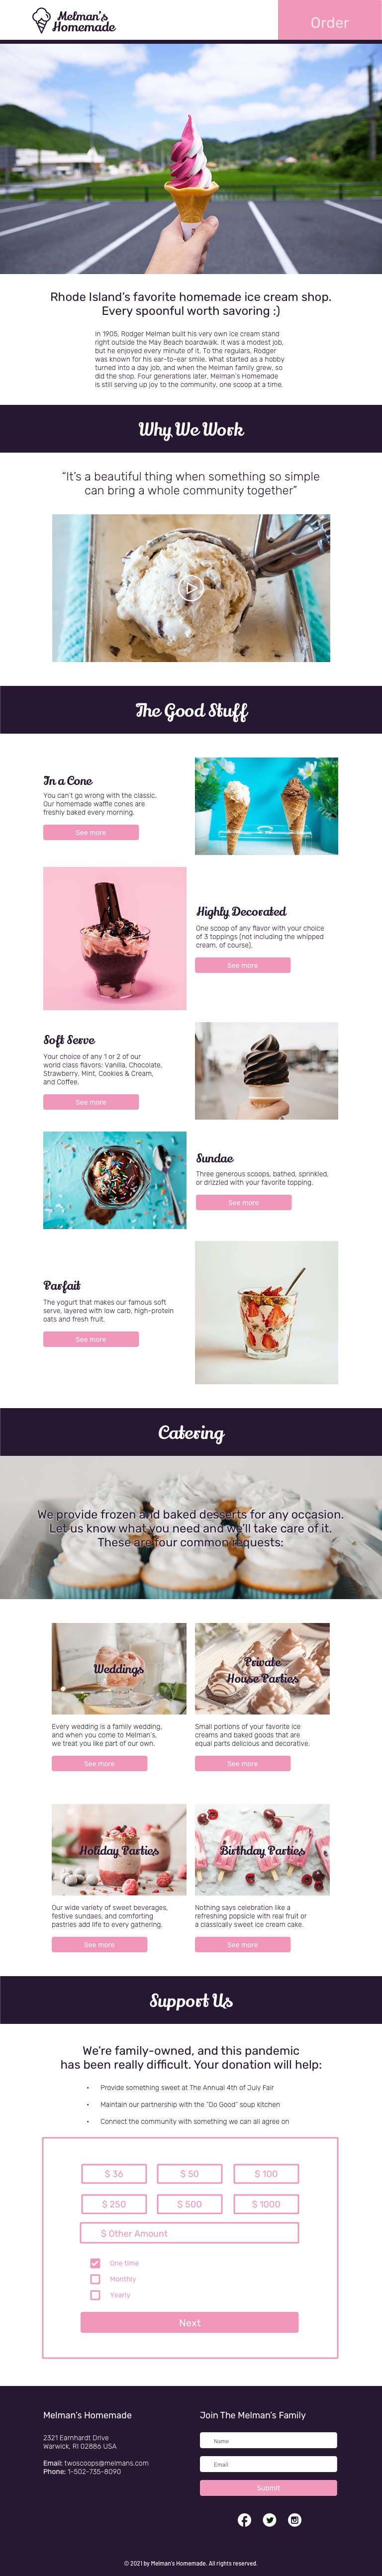 Melman's
Homemade
Order
Rhode Island's favorite homemade ice cream shop.
Every spoonful worth savoring :)
In 1905, Rodger Melman built his very own ice cream stand
right outside the May Beach boardwalk. It was a modest job,
but he enjoyed every minute of it. To the regulars, Rodger
was known for his ear-to-ear smile. What started as a hobby
turned into a day job, and when the Melman family grew, so
did the shop. Four generations later, Melman's Homemade
is still serving up joy to the community, one scoop at a time.
Why We Work
"It's a beautiful thing when something so simple
can bring a whole community together"
The Good Stuff
In a Cone
You can't go wrong with the classic.
Our homemade waffle cones are
freshly baked every morning.
See more
Highly Decorated
One scoop of any flavor with your choice
of 3 toppings (not including the whipped
cream, of course).
See more
Soft Serve
Your choice of any 1 or 2 of our
world class flavors: Vanilla, Chocolate,
Strawberry, Mint, Cookies & Cream,
and Coffee.
See more
Sundae
Three generous scoops, bathed, sprinkled,
or drizzled with your favorite topping.
See more
Parfait
The yogurt that makes our famous soft
serve, layered with low carb, high-protein
oats and fresh fruit.
See more
Catering
We provide frozen and baked desserts for any occasion.
Let us know what you need and we'll take care of it.
These are four common requests:
Weddings
Every wedding is a family wedding,
and when you come to Melman's,
we treat you like part of our own.
See more
Private
House Parties
Small portions of your favorite ice
creams and baked goods that are
equal parts delicious and decorative.
See more
Holiday Parties
Our wide variety of sweet beverages,
festive sundaes, and comforting
pastries add life to every gathering.
See more
Birthday Parties
Nothing says celebration like a
refreshing popsicle with real fruit or
a classically sweet ice cream cake.
See more
Support Us
We're family-owned, and this pandemic
has been really difficult. Your donation will help:
• Provide something sweet at The Annual 4th of July Fair
• Maintain our partnership with the "Do Good" soup kitchen
• Connect the community with something we can all agree on
$ 36
$ 50
$ 100
$ 250
$ 500
$ 1000
$ Other Amount
One time
Monthly
Yearly
Next
Melman's Homemade
2321 Earnhardt Drive
Warwick, RI 02886 USA
Email: twoscoops@melmans.com
Phone: 1-502-735-8090
Join The Melman's Family
Name
Email
Submit
© 2021 by Melman's Homemade. All rights reserved.